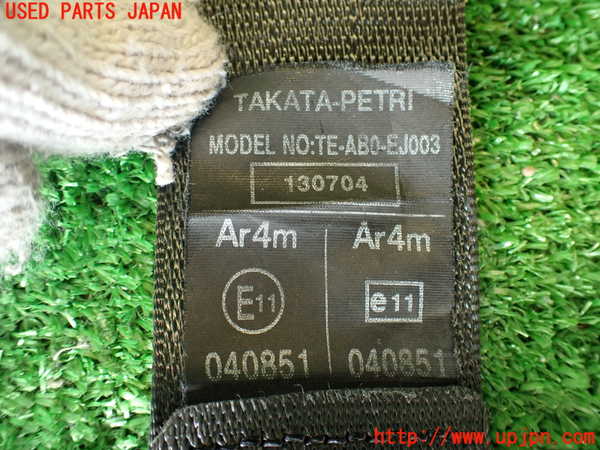 USED PARTS JAPAN
TAKATA-PETRI
MODEL NO:TE-AB0-EJ003
130704
Ar4m Ar4m
E11 e11
040851 040851
http://www.upjpn.com/